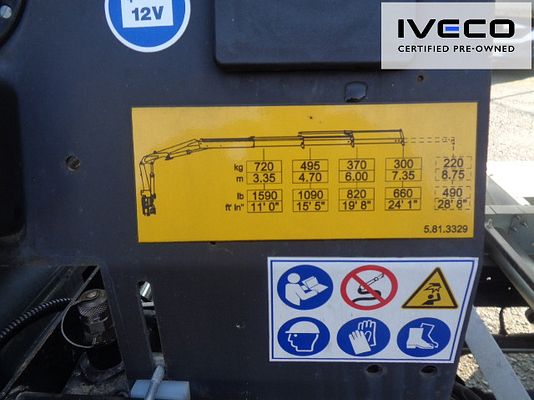 12V
IVECO
CERTIFIED PRE-OWNED
kg 720 495 370 300 220
m 3.35 4.70 6.00 7.35 8.75
lb 1590 1090 820 660 490
ft' In" 11' 0" 15' 5" 19' 8" 24' 1" 28' 8"
5.81.3329